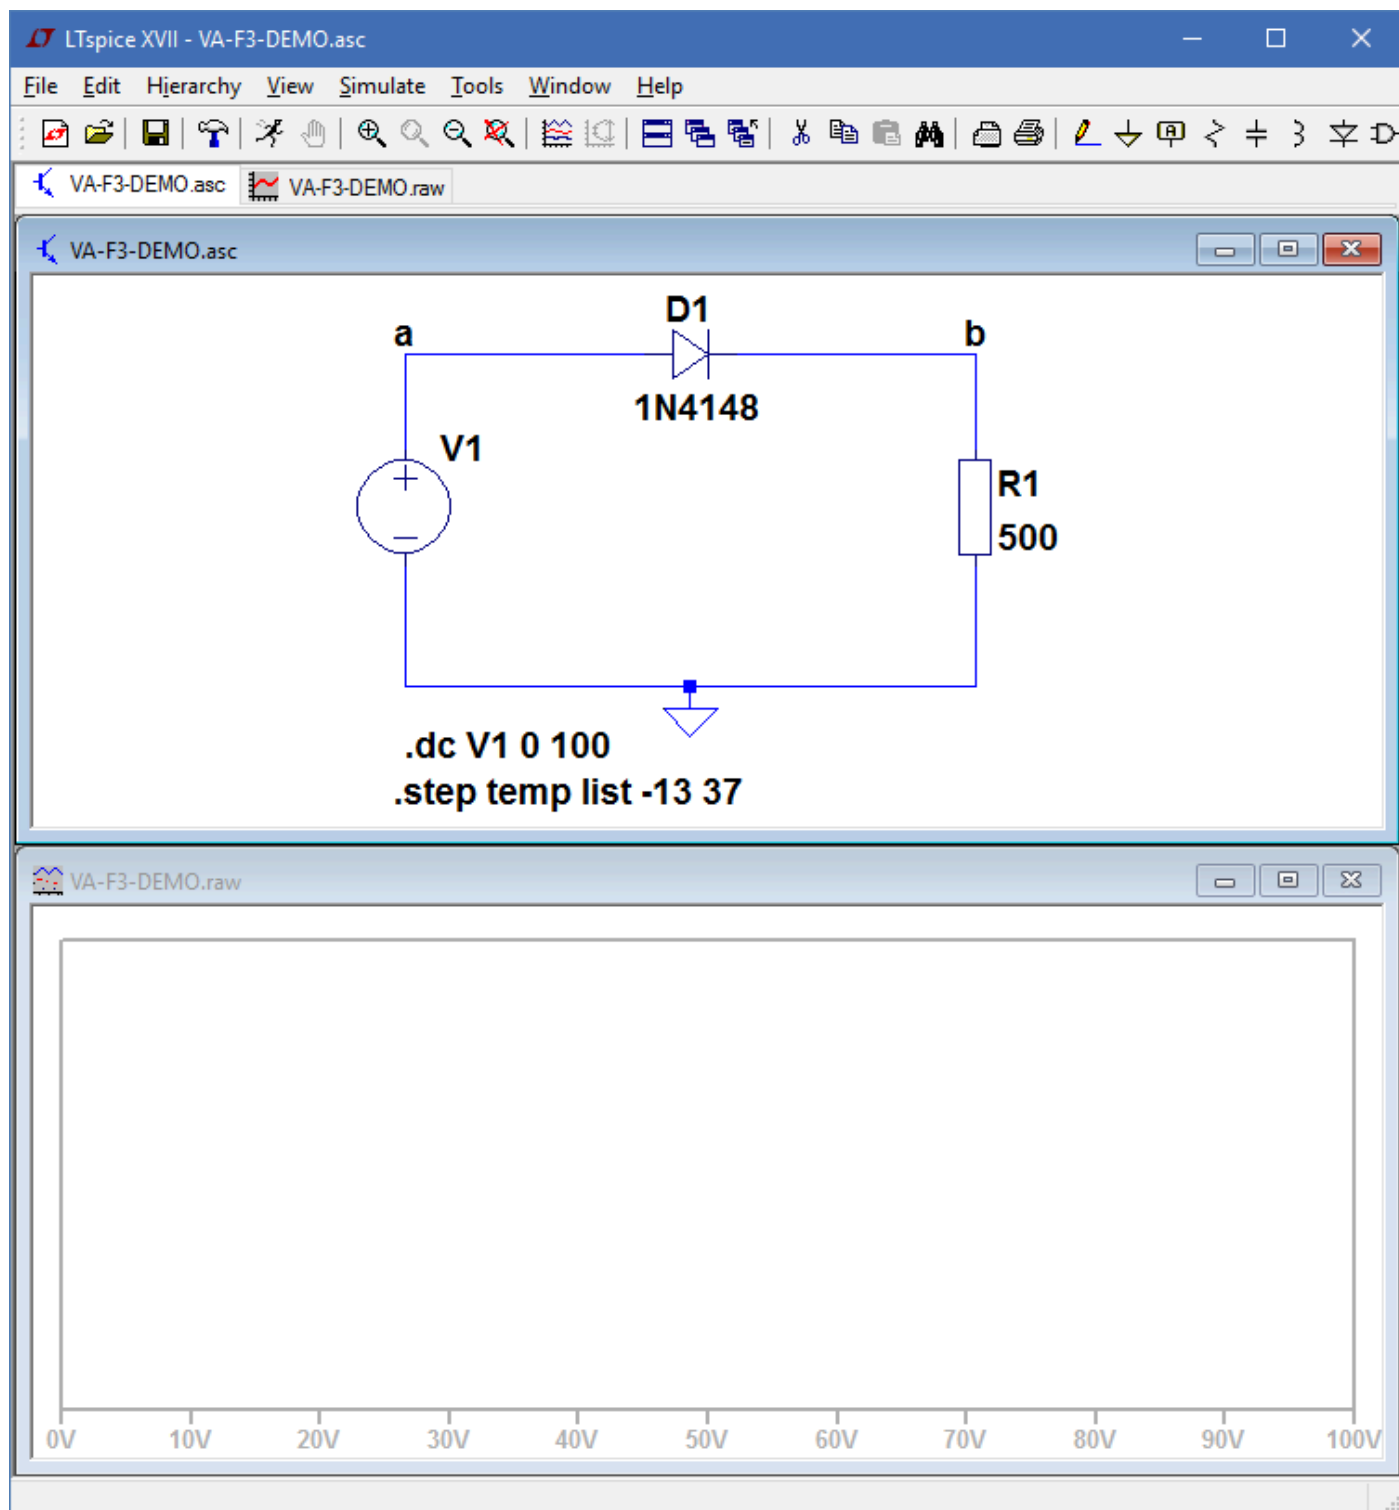 LTspice XVII - VA-F3-DEMO.asc
File Edit Hierarchy View Simulate Tools Window Help
VA-F3-DEMO.asc VA-F3-DEMO.raw
VA-F3-DEMO.asc
D1
a b
1N4148
V1
R1
500
.dc V1 0 100
.step temp list -13 37
VA-F3-DEMO.raw
0V 10V 20V 30V 40V 50V 60V 70V 80V 90V 100V